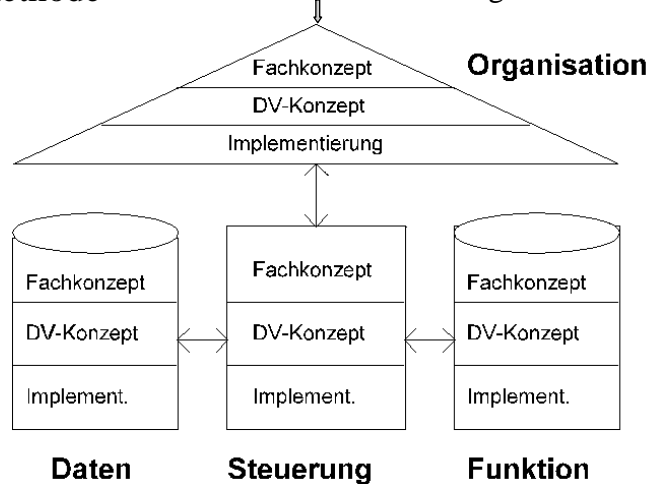 Fachkonzept
Organisation
DV-Konzept
Implementierung
Fachkonzept
Fachkonzept
Fachkonzept
DV-Konzept
DV-Konzept
DV-Konzept
Implement.
Implement.
Implement.
Daten
Steuerung
Funktion